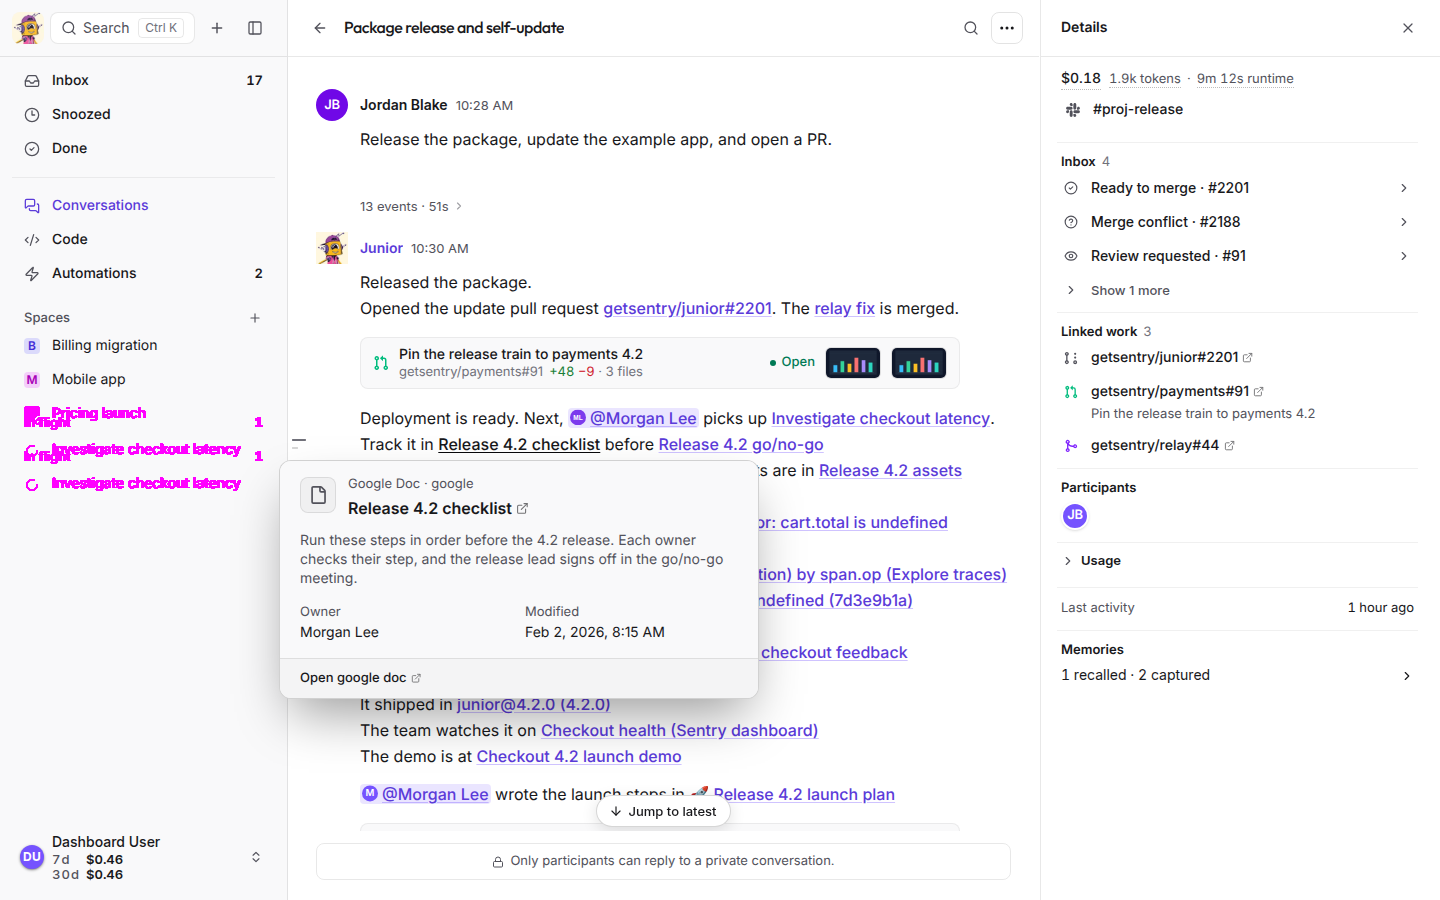 Search Ctrl K
Inbox 17
Snoozed
Done
Conversations
Code
Automations 2
Spaces
B Billing migration
M Mobile app
Pricing launch
In flight 1
Investigate checkout latency
In flight 1
Investigate checkout latency
DU Dashboard User
7d $0.46
30d $0.46
Package release and self-update
JB Jordan Blake 10:28 AM
Release the package, update the example app, and open a PR.
13 events · 51s
Junior 10:30 AM
Released the package.
Opened the update pull request getsentry/junior#2201. The relay fix is merged.
Pin the release train to payments 4.2
getsentry/payments#91 +48 −9 · 3 files
Open
Deployment is ready. Next, ML @Morgan Lee picks up Investigate checkout latency.
Track it in Release 4.2 checklist before Release 4.2 go/no-go
s are in Release 4.2 assets
or: cart.total is undefined
tion) by span.op (Explore traces)
ndefined (7d3e9b1a)
checkout feedback
Google Doc · google
Release 4.2 checklist
Run these steps in order before the 4.2 release. Each owner
checks their step, and the release lead signs off in the go/no-go
meeting.
Owner Modified
Morgan Lee Feb 2, 2026, 8:15 AM
Open google doc
It shipped in junior@4.2.0 (4.2.0)
The team watches it on Checkout health (Sentry dashboard)
The demo is at Checkout 4.2 launch demo
M @Morgan Lee wrote the launch steps in 🚀 Release 4.2 launch plan
Jump to latest
Only participants can reply to a private conversation.
Details
$0.18 1.9k tokens · 9m 12s runtime
#proj-release
Inbox 4
Ready to merge · #2201
Merge conflict · #2188
Review requested · #91
Show 1 more
Linked work 3
getsentry/junior#2201
getsentry/payments#91
Pin the release train to payments 4.2
getsentry/relay#44
Participants
JB
Usage
Last activity 1 hour ago
Memories
1 recalled · 2 captured